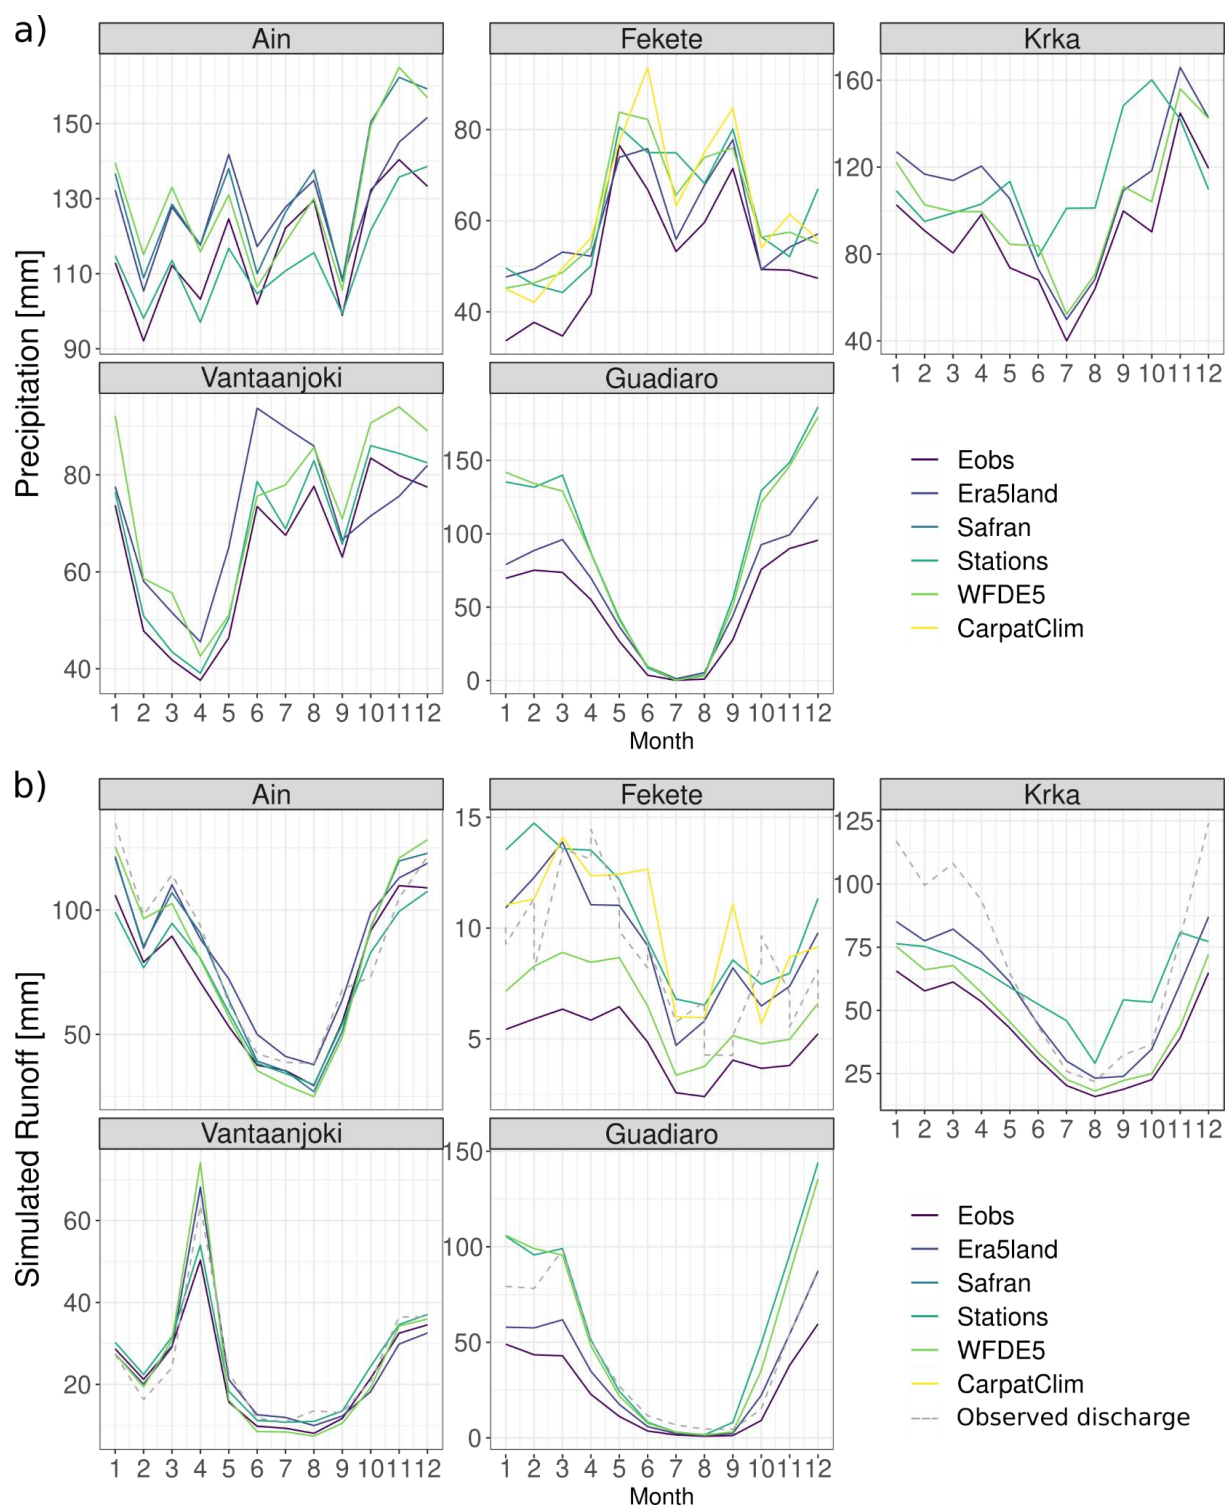 a)
Ain
Fekete
Krka
Precipitation [mm]
150
130
110
90
80
60
40
160
120
80
40
1 2 3 4 5 6 7 8 9 10 11 12
Vantaanjoki
Guadiaro
80
60
40
150
100
50
0
1 2 3 4 5 6 7 8 9 10 11 12
1 2 3 4 5 6 7 8 9 10 11 12
Month
Eobs
Era5land
Safran
Stations
WFDE5
CarpatClim
b)
Ain
Fekete
Krka
Simulated Runoff [mm]
100
50
15
10
5
125
100
75
50
25
1 2 3 4 5 6 7 8 9 10 11 12
Vantaanjoki
Guadiaro
60
40
20
150
100
50
0
1 2 3 4 5 6 7 8 9 10 11 12
1 2 3 4 5 6 7 8 9 10 11 12
Month
Eobs
Era5land
Safran
Stations
WFDE5
CarpatClim
Observed discharge